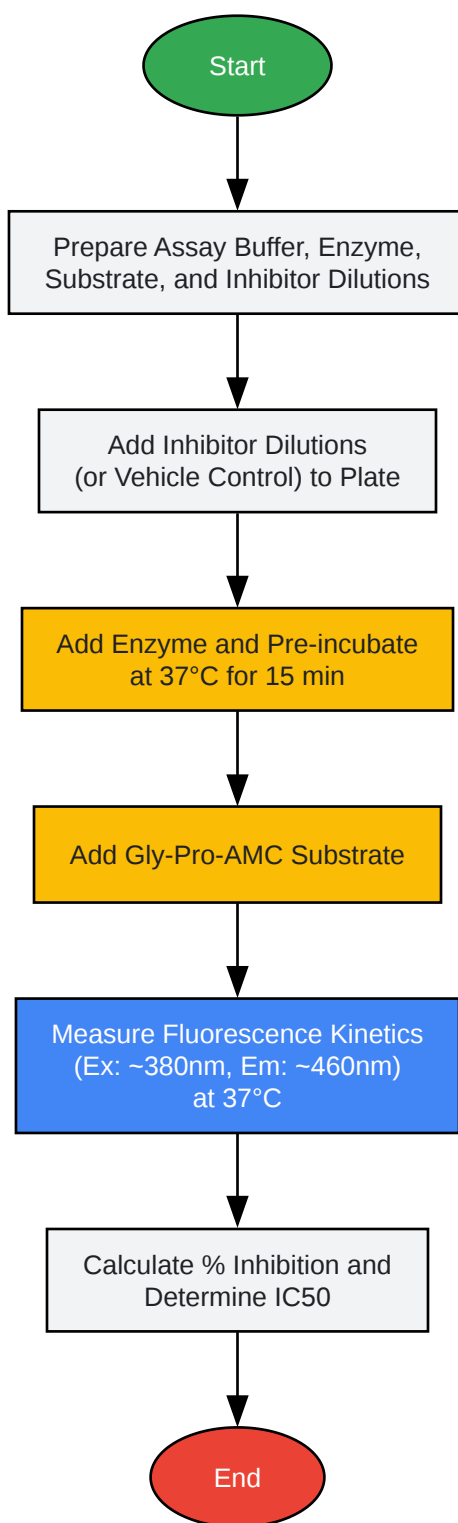 Start
Prepare Assay Buffer, Enzyme,
Substrate, and Inhibitor Dilutions
Add Inhibitor Dilutions
(or Vehicle Control) to Plate
Add Enzyme and Pre-incubate
at 37°C for 15 min
Add Gly-Pro-AMC Substrate
Measure Fluorescence Kinetics
(Ex: ~380nm, Em: ~460nm)
at 37°C
Calculate % Inhibition and
Determine IC50
End